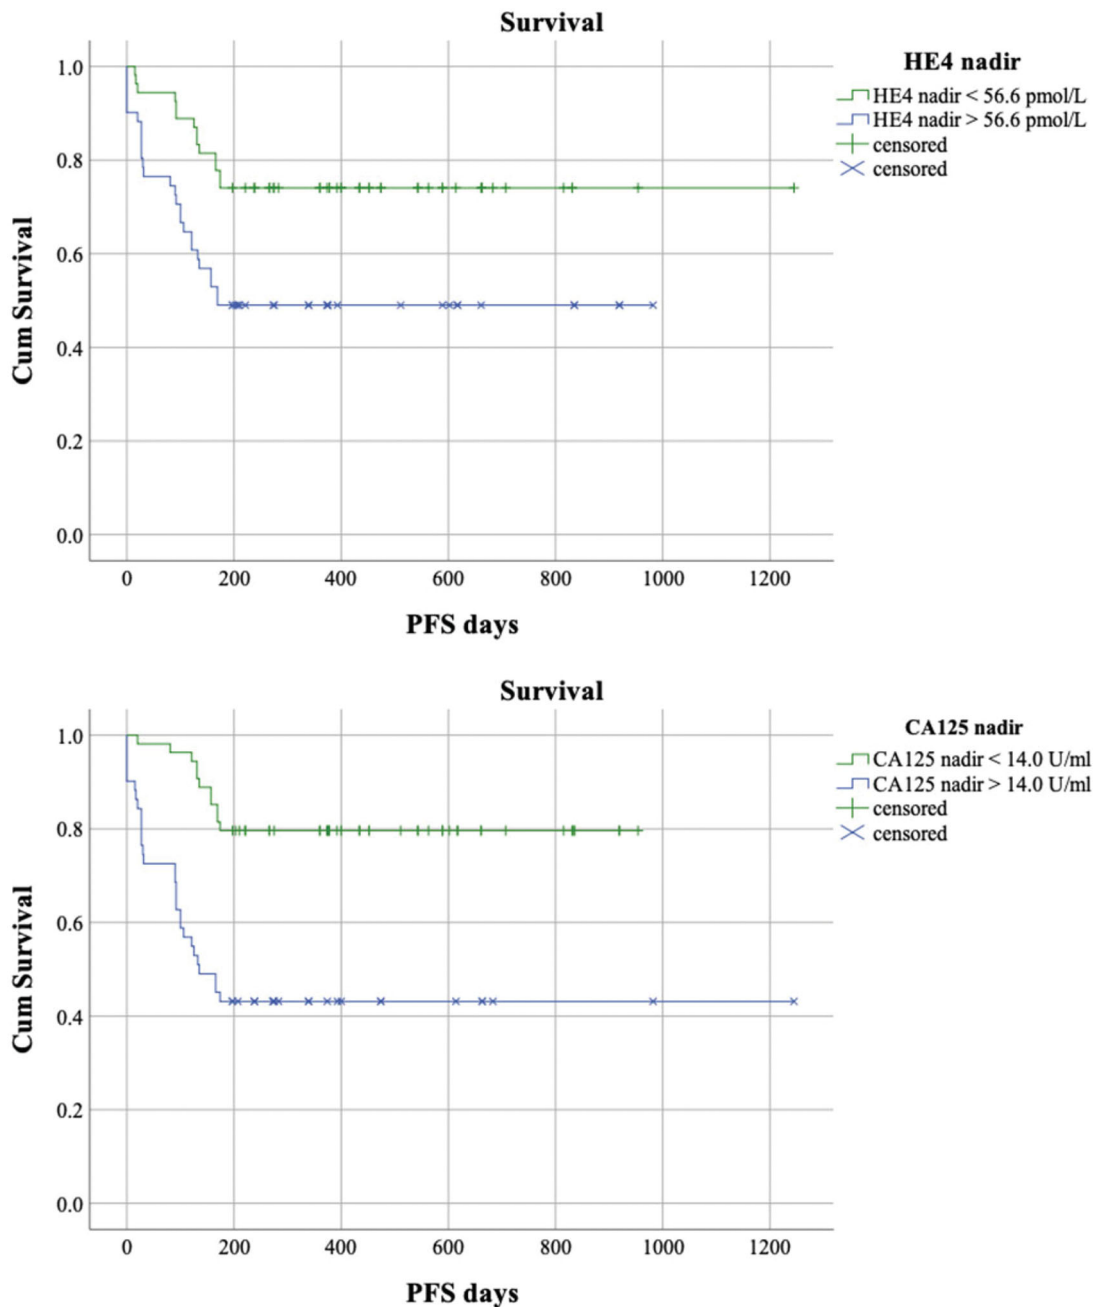 Survival
HE4 nadir
HE4 nadir < 56.6 pmol/L
HE4 nadir > 56.6 pmol/L
censored
censored
Cum Survival
1.0
0.8
0.6
0.4
0.2
0.0
0 200 400 600 800 1000 1200
PFS days
Survival
CA125 nadir
CA125 nadir < 14.0 U/ml
CA125 nadir > 14.0 U/ml
censored
censored
Cum Survival
1.0
0.8
0.6
0.4
0.2
0.0
0 200 400 600 800 1000 1200
PFS days